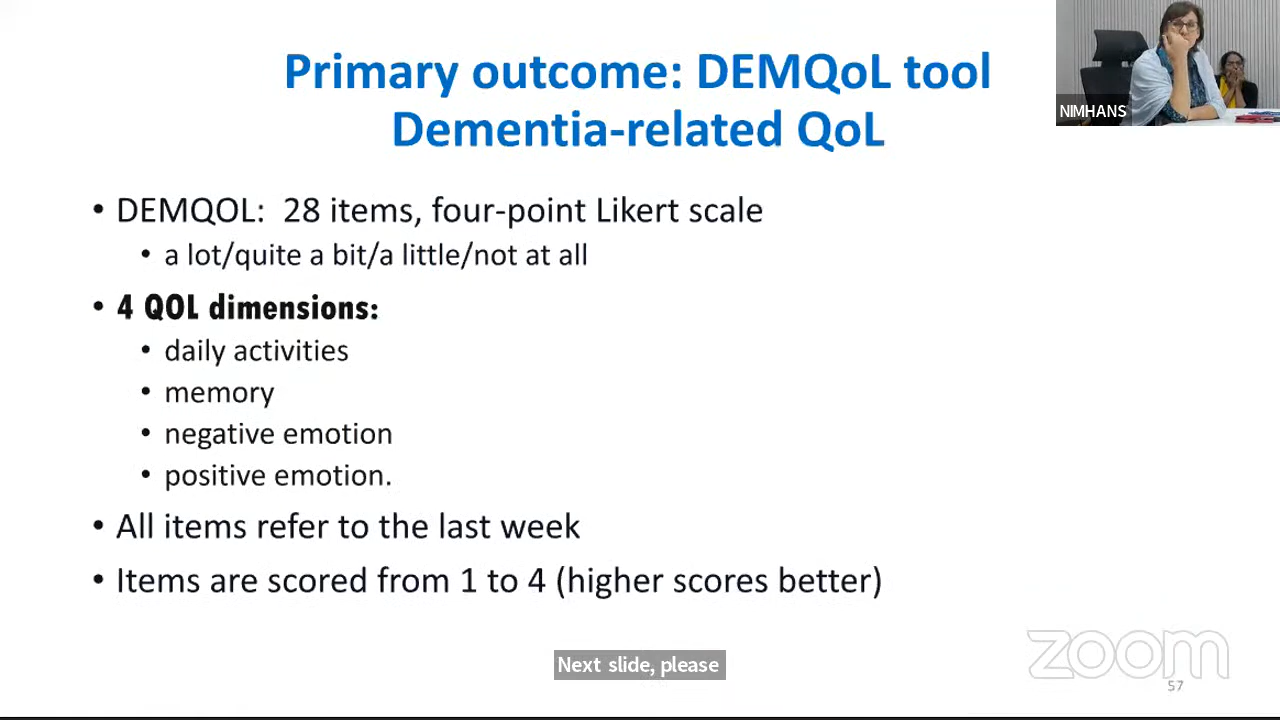 Primary outcome: DEMQoL tool
Dementia-related QoL
NIMHANS
• DEMQOL: 28 items, four-point Likert scale
• a lot/quite a bit/a little/not at all
• 4 QOL dimensions:
• daily activities
• memory
• negative emotion
• positive emotion.
• All items refer to the last week
• Items are scored from 1 to 4 (higher scores better)
zoom
Next slide, please
57